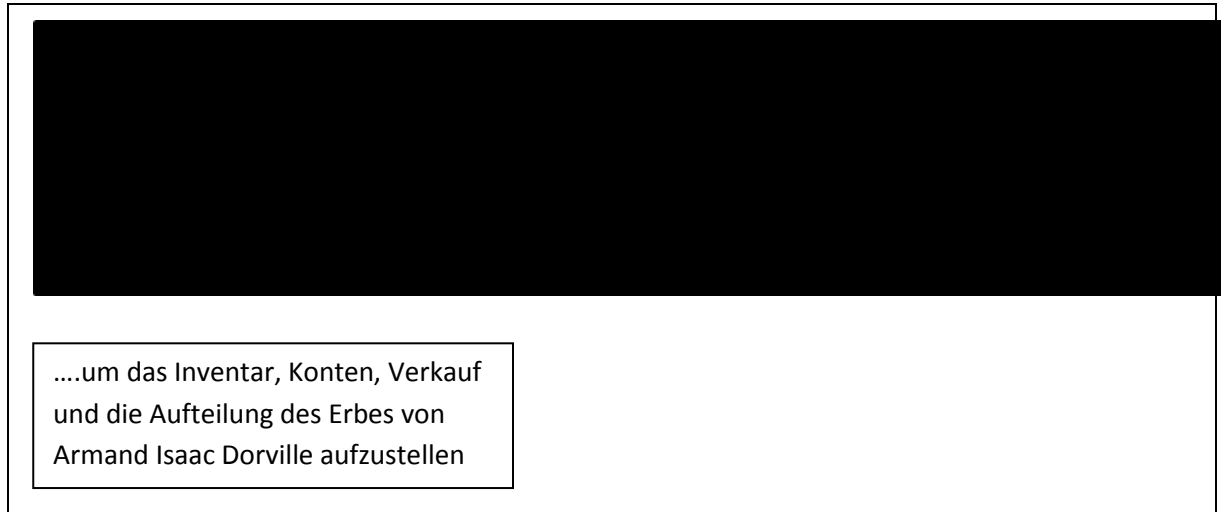 ….um das Inventar, Konten, Verkauf
und die Aufteilung des Erbes von
Armand Isaac Dorville aufzustellen